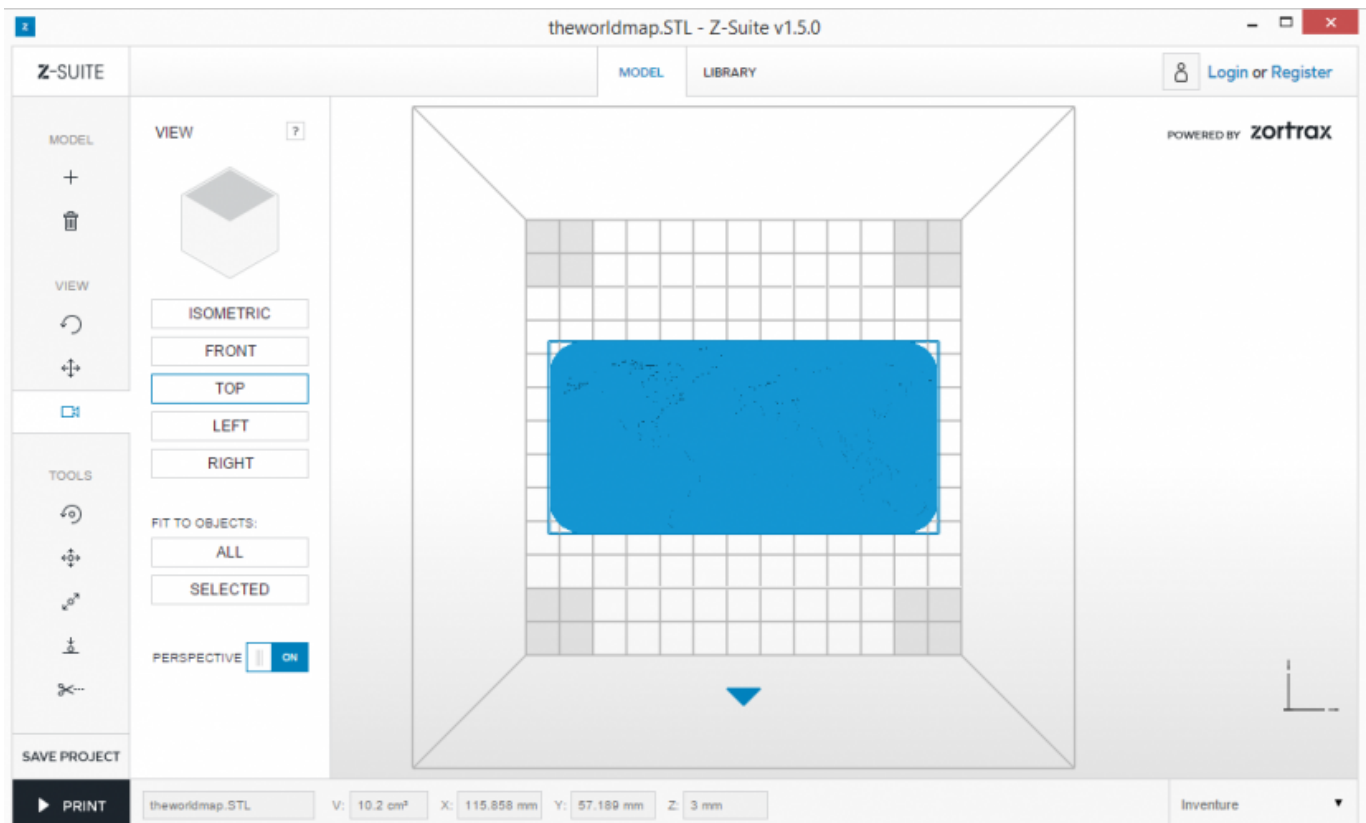 z
theworldmap.STL - Z-Suite v1.5.0
Z-SUITE
MODEL
LIBRARY
Login or Register
MODEL
VIEW
?
POWERED BY zortrax
VIEW
ISOMETRIC
FRONT
TOP
LEFT
RIGHT
TOOLS
FIT TO OBJECTS:
ALL
SELECTED
PERSPECTIVE ON
SAVE PROJECT
PRINT
theworldmap.STL V: 10.2 cm³ X: 115.858 mm Y: 57.189 mm Z: 3 mm
Inventure